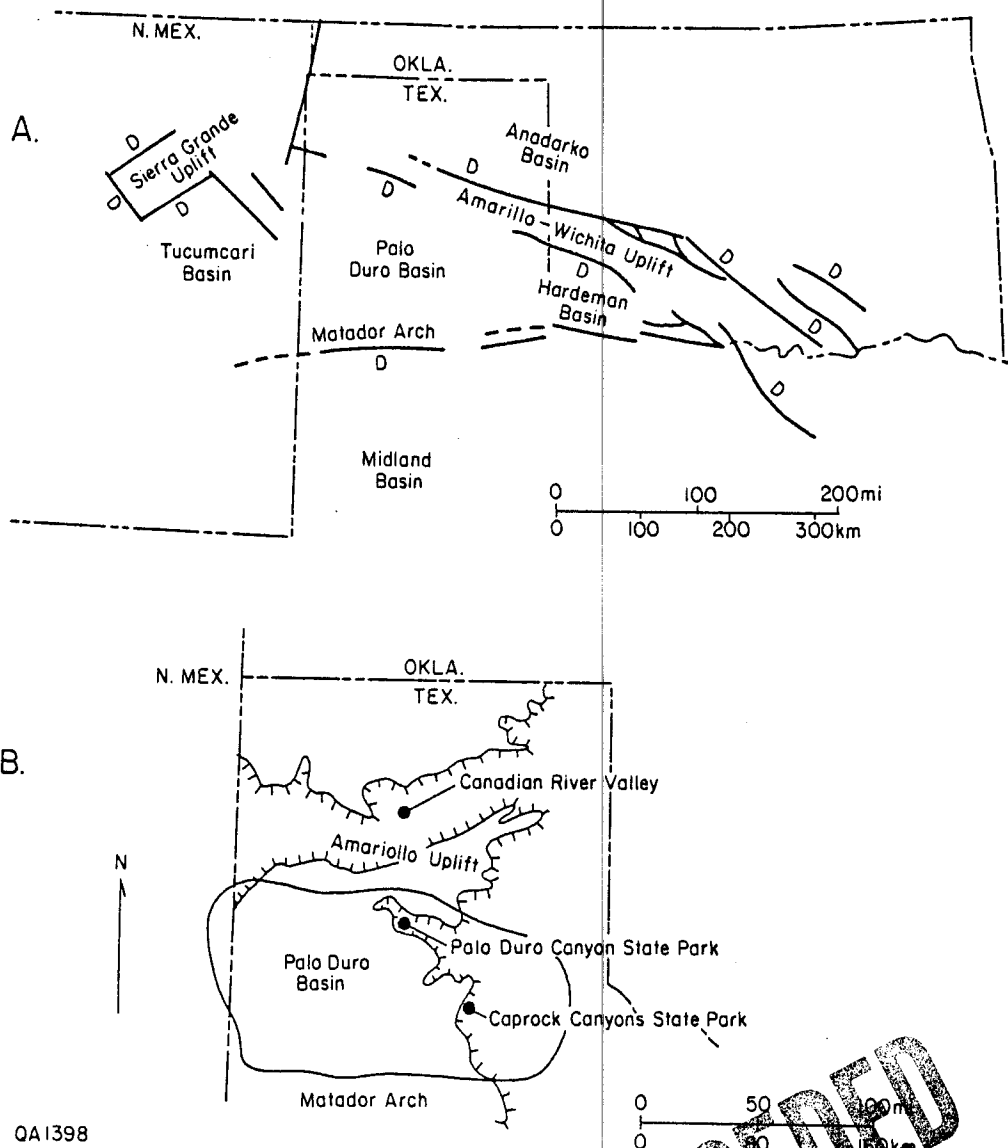 A.
N. MEX.
OKLA.
TEX.
D
Sierra Grande
Uplift
D
D
Tucumcari
Basin
Anadarko
Basin
D
D
Amarillo-Wichita Uplift
Palo
Duro Basin
D
Hardeman
Basin
D
D
D
Matador Arch
D
D
Midland
Basin
0 100 200mi
0 100 200 300km
B.
N. MEX.
OKLA.
TEX.
Canadian River Valley
Amariollo Uplift
N
Palo Duro Canyon State Park
Palo Duro
Basin
Caprock Canyons State Park
Matador Arch
0 50 100mi
0 80
QA1398